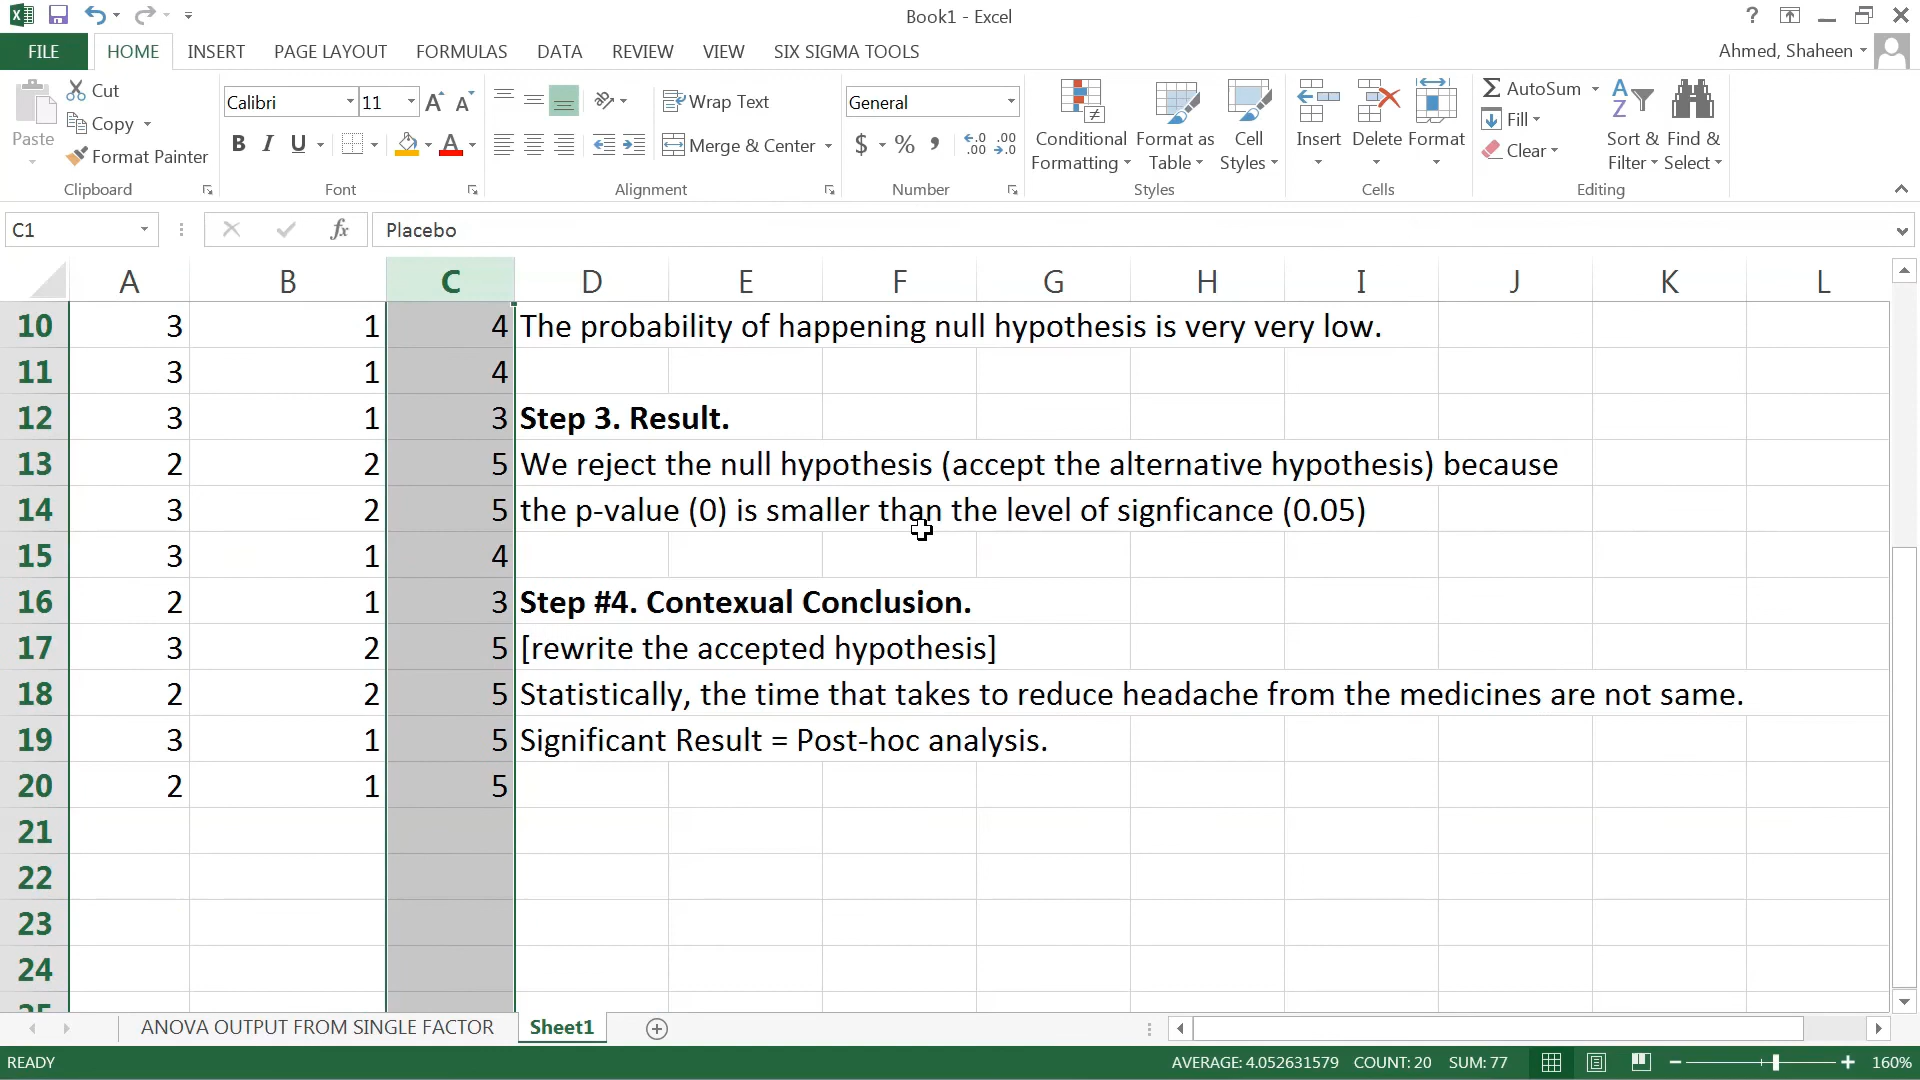 Book1 - Excel
?
FILE HOME INSERT PAGE LAYOUT FORMULAS DATA REVIEW VIEW SIX SIGMA TOOLS Ahmed, Shaheen
Paste Cut
Copy
Format Painter
Clipboard
Calibri 11
B I U
Font
Wrap Text
Merge & Center
Alignment
General
$ % ,
Number
Conditional Formatting
Format as Table
Cell Styles
Styles
Insert Delete Format
Cells
AutoSum
Fill
Clear
Sort & Filter
Find & Select
Editing
C1 fx Placebo
A B C D E F G H I J K L
10 3 1 4 The probability of happening null hypothesis is very very low.
11 3 1 4
12 3 1 3 Step 3. Result.
13 2 2 5 We reject the null hypothesis (accept the alternative hypothesis) because
14 3 2 5 the p-value (0) is smaller than the level of signficance (0.05)
15 3 1 4
16 2 1 3 Step #4. Contexual Conclusion.
17 3 2 5 [rewrite the accepted hypothesis]
18 2 2 5 Statistically, the time that takes to reduce headache from the medicines are not same.
19 3 1 5 Significant Result = Post-hoc analysis.
20 2 1 5
21
22
23
24
25
ANOVA OUTPUT FROM SINGLE FACTOR Sheet1
READY AVERAGE: 4.052631579 COUNT: 20 SUM: 77 160%